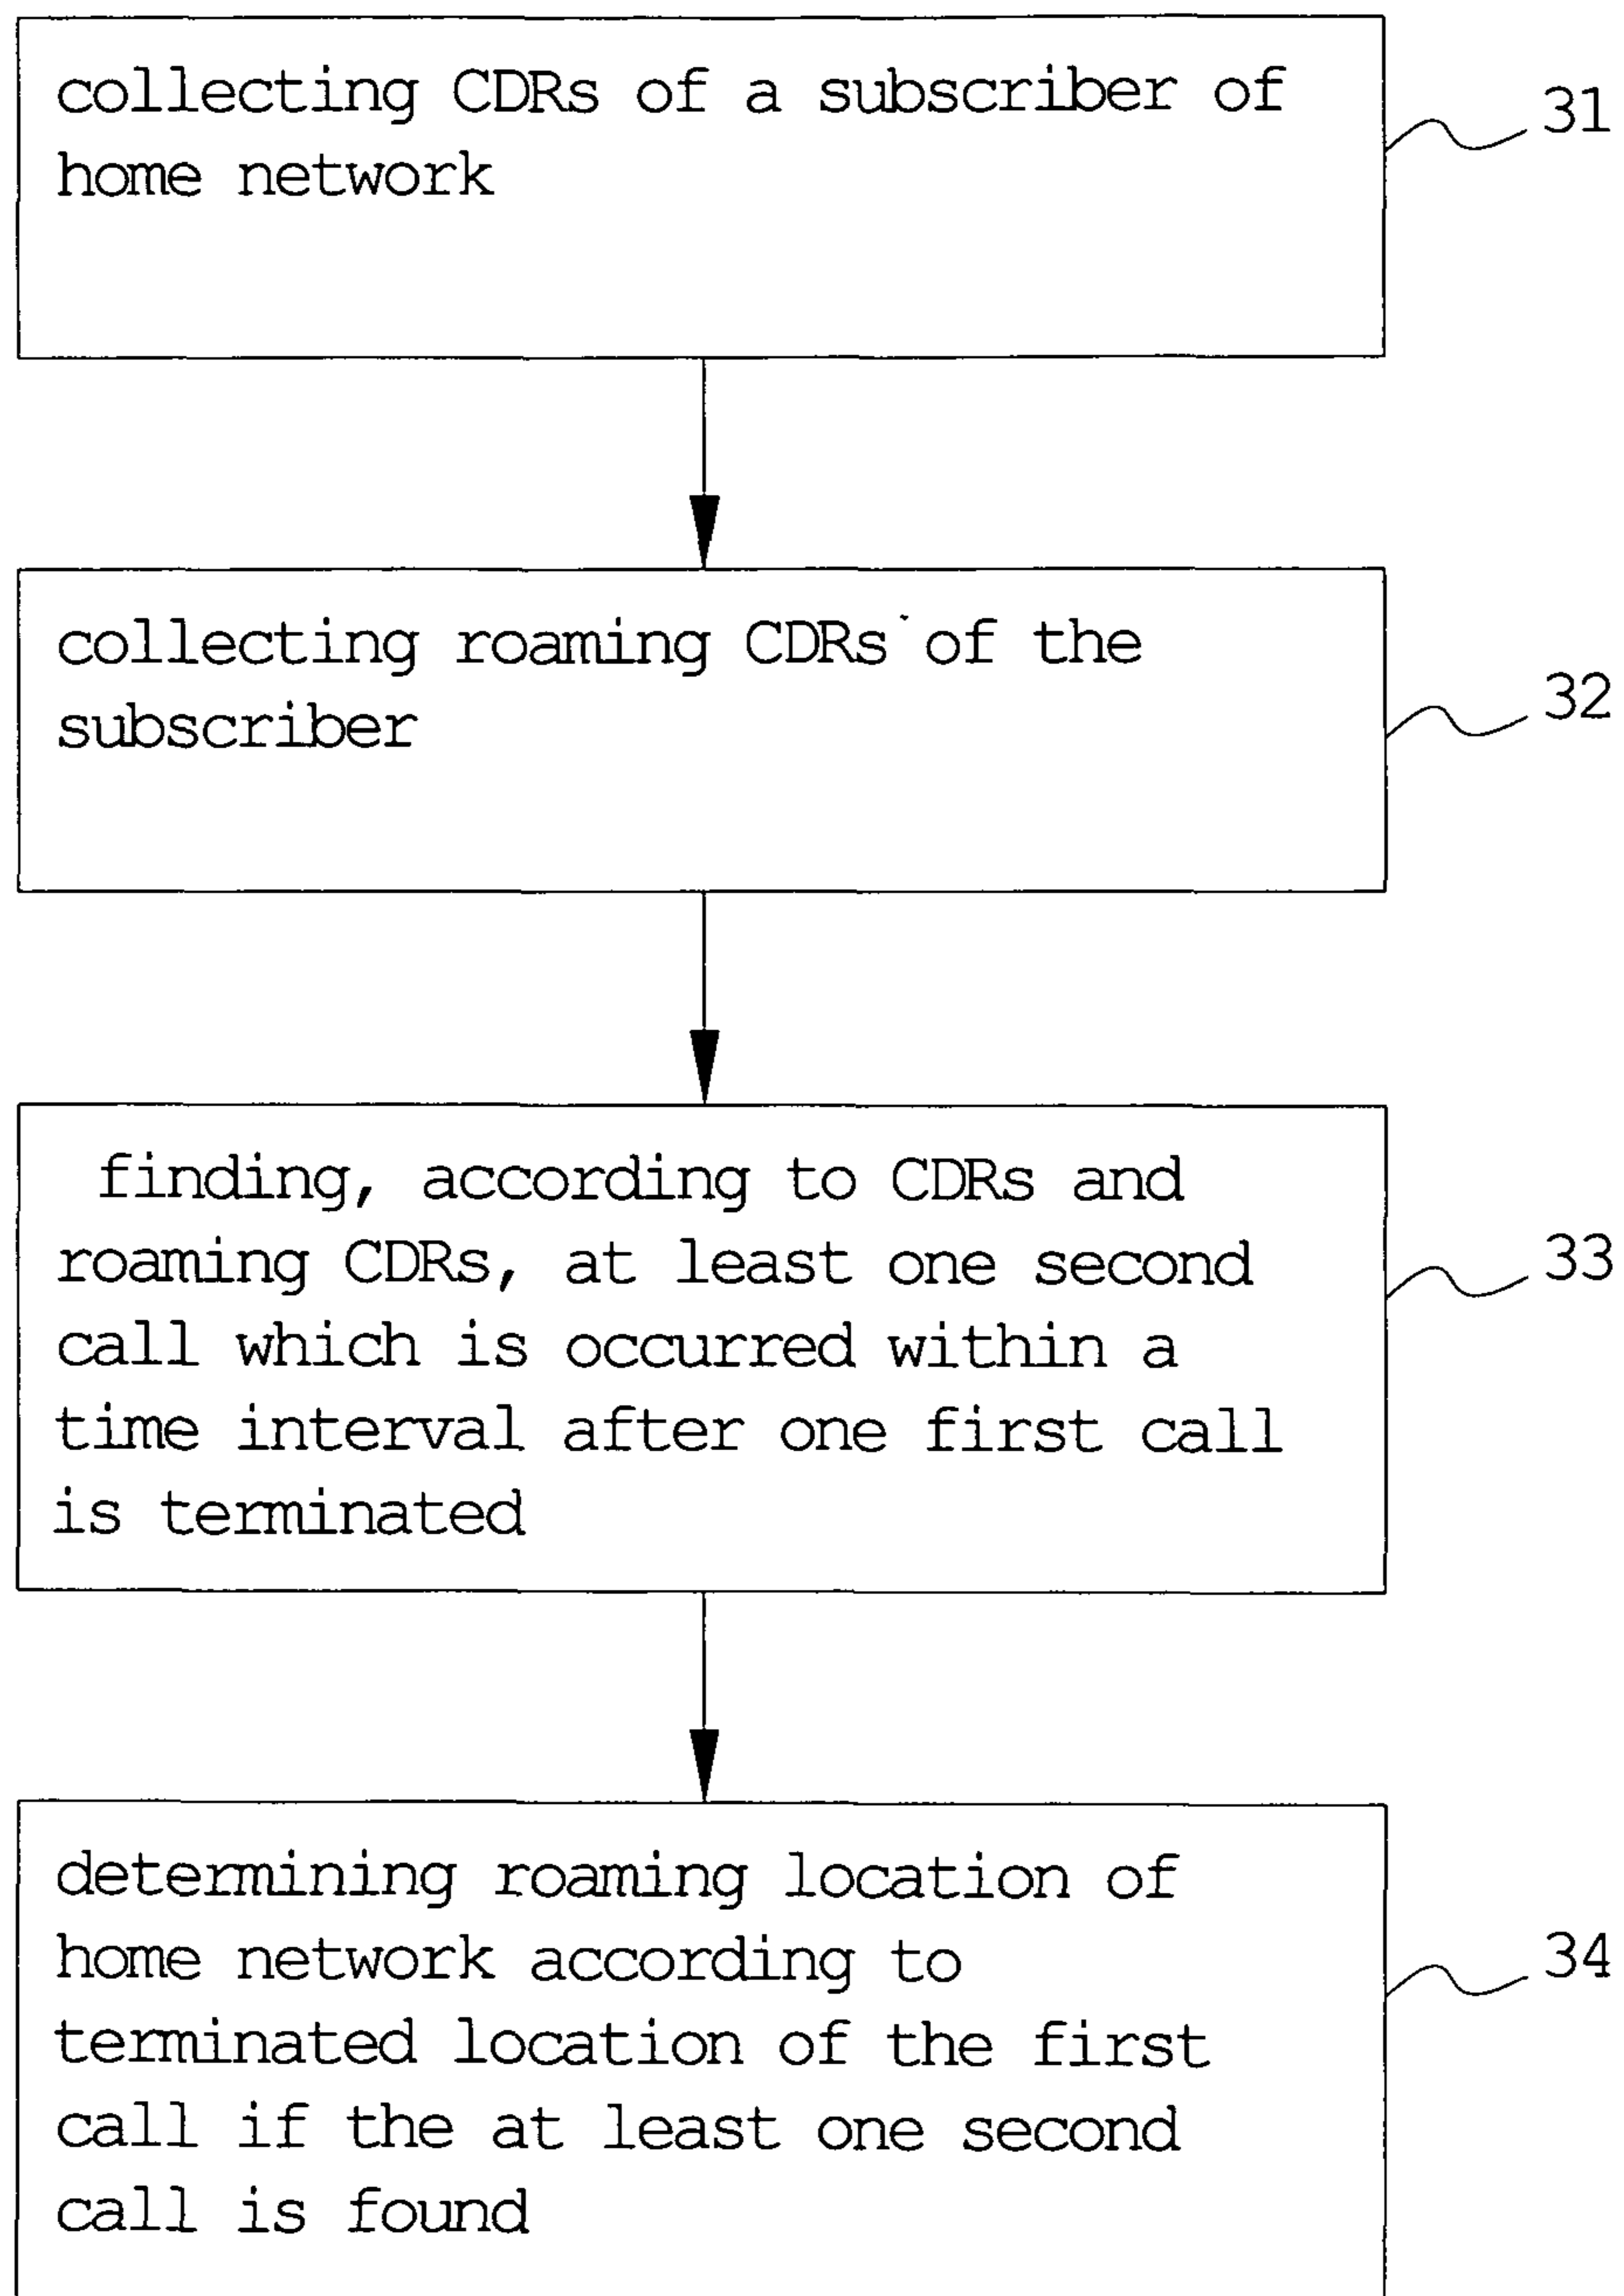 collecting CDRs of a subscriber of
home network
31
collecting roaming CDRs of the
subscriber
32
finding, according to CDRs and
roaming CDRs, at least one second
call which is occurred within a
time interval after one first call
is terminated
33
determining roaming location of
home network according to
terminated location of the first
call if the at least one second
call is found
34